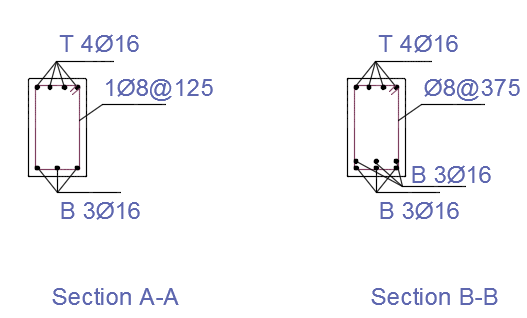 T 4Ø16
1Ø8@125
B 3Ø16
Section A-A
T 4Ø16
Ø8@375
B 3Ø16
B 3Ø16
Section B-B